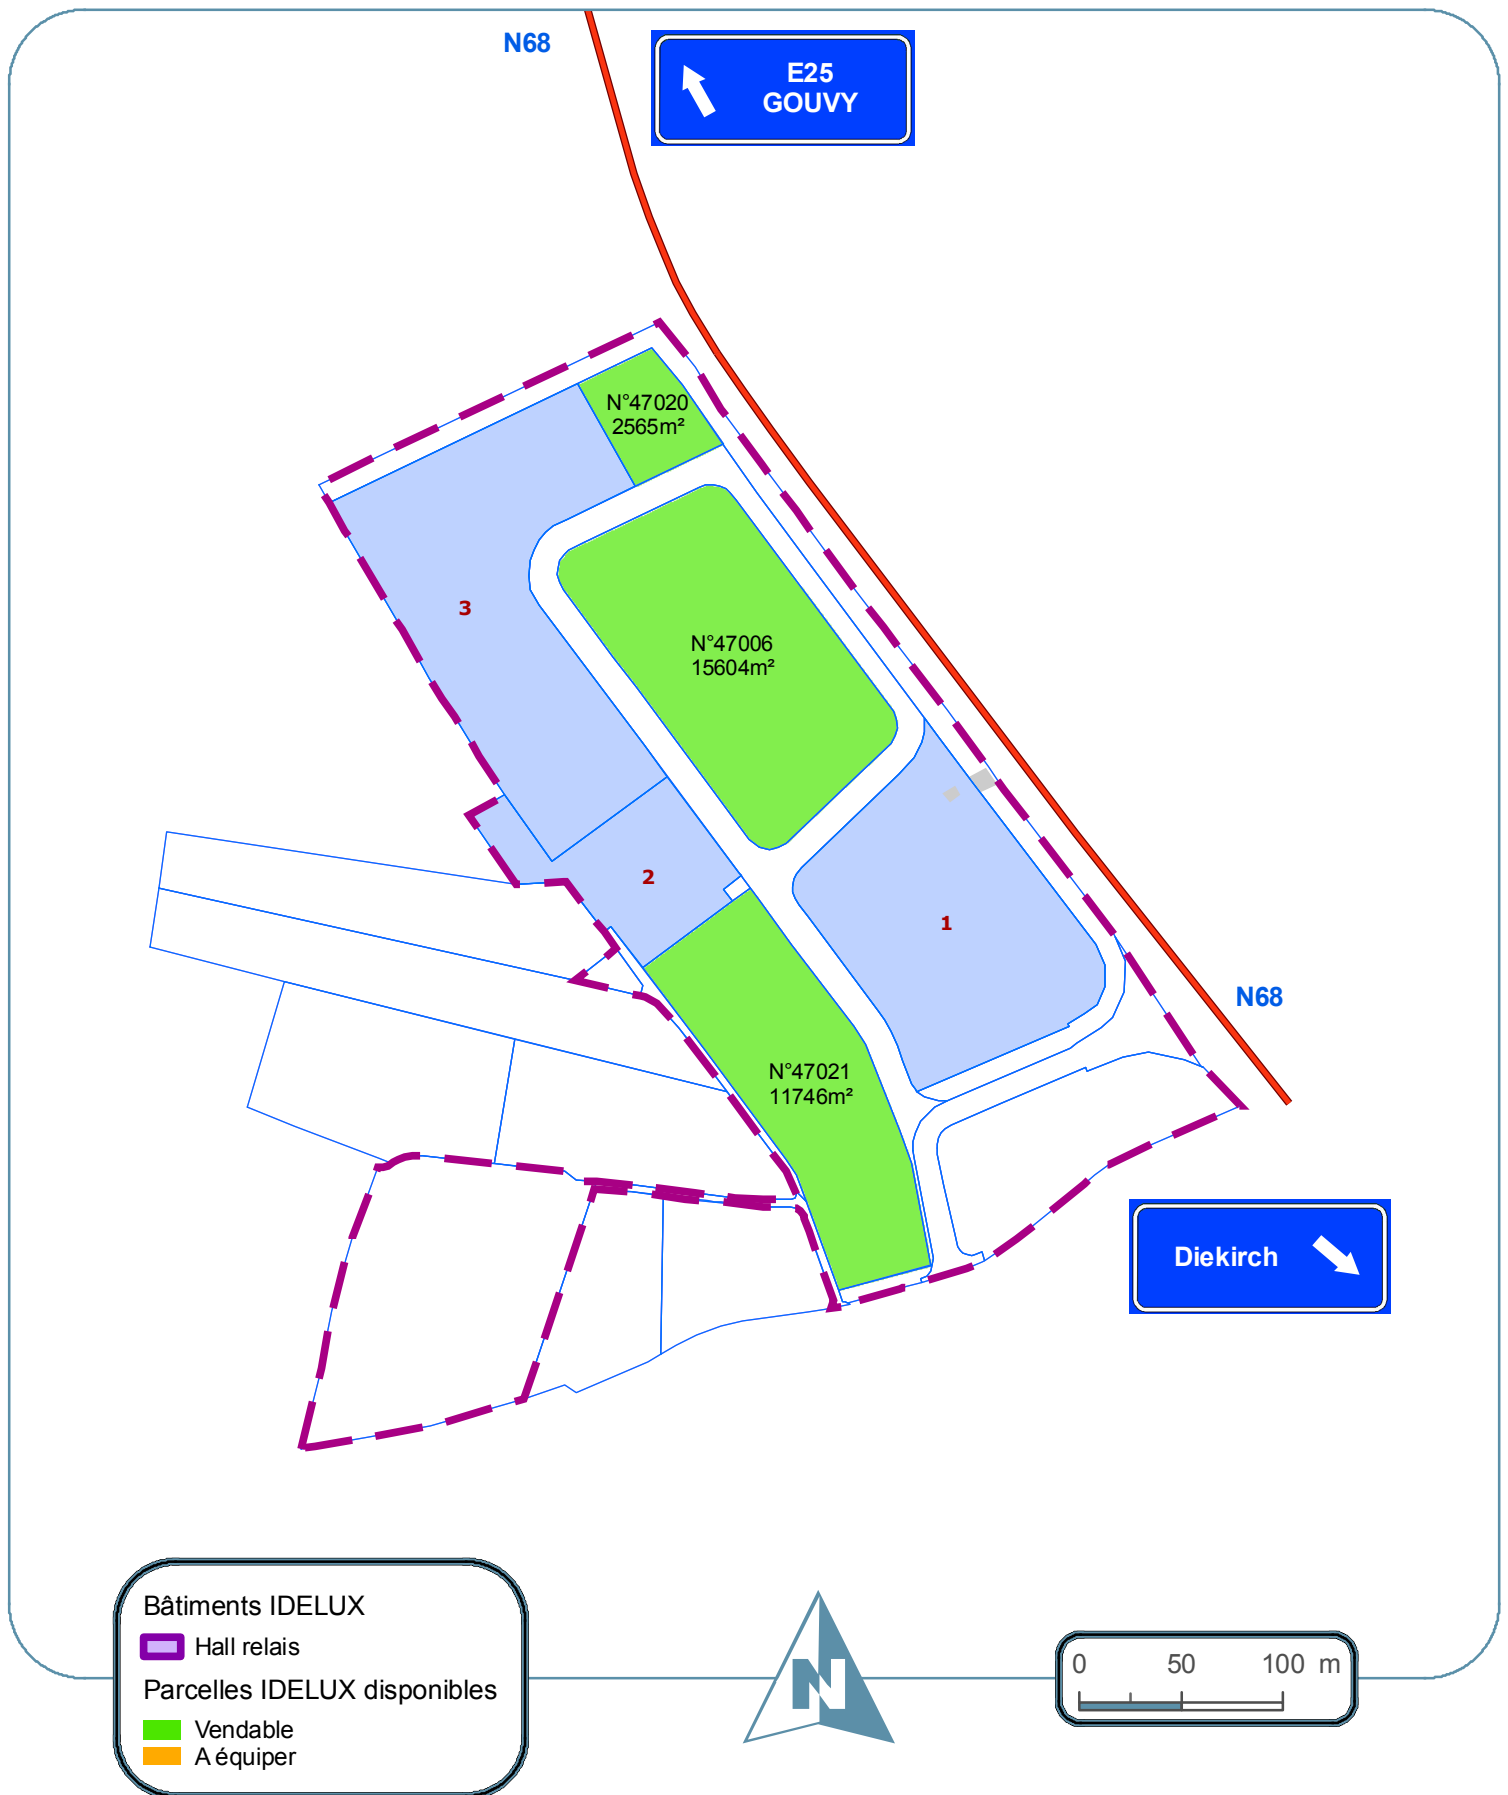 N68
E25
GOUVY
N°47020
2565m²
3
N°47006
15604m²
2
1
N68
N°47021
11746m²
Diekirch
Bâtiments IDELUX
Hall relais
Parcelles IDELUX disponibles
Vendable
A équiper
N
0 50 100 m